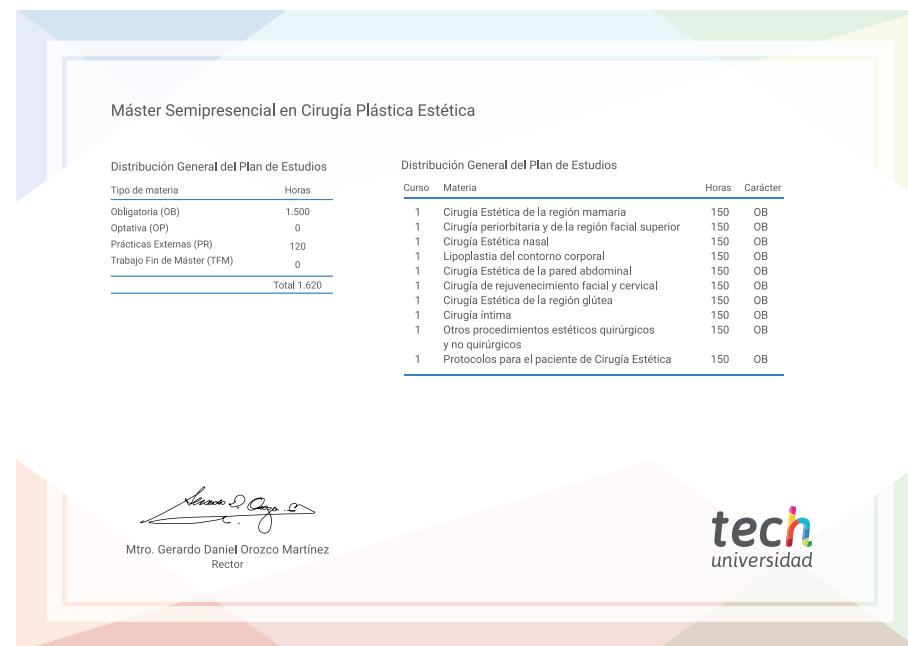 Máster Semipresencial en Cirugía Plástica Estética
Distribución General del Plan de Estudios
Tipo de materia Horas
Obligatoria (OB) 1.500
Optativa (OP) 0
Prácticas Externas (PR) 120
Trabajo Fin de Máster (TFM) 0
Total 1.620
Distribución General del Plan de Estudios
Curso Materia Horas Carácter
1 Cirugía Estética de la región mamaria 150 OB
1 Cirugía periorbitaria y de la región facial superior 150 OB
1 Cirugía Estética nasal 150 OB
1 Lipoplastia del contorno corporal 150 OB
1 Cirugía Estética de la pared abdominal 150 OB
1 Cirugía de rejuvenecimiento facial y cervical 150 OB
1 Cirugía Estética de la región glútea 150 OB
1 Cirugía íntima 150 OB
1 Otros procedimientos estéticos quirúrgicos 150 OB
y no quirúrgicos
1 Protocolos para el paciente de Cirugía Estética 150 OB
Mtro. Gerardo Daniel Orozco Martínez
Rector
tech
universidad